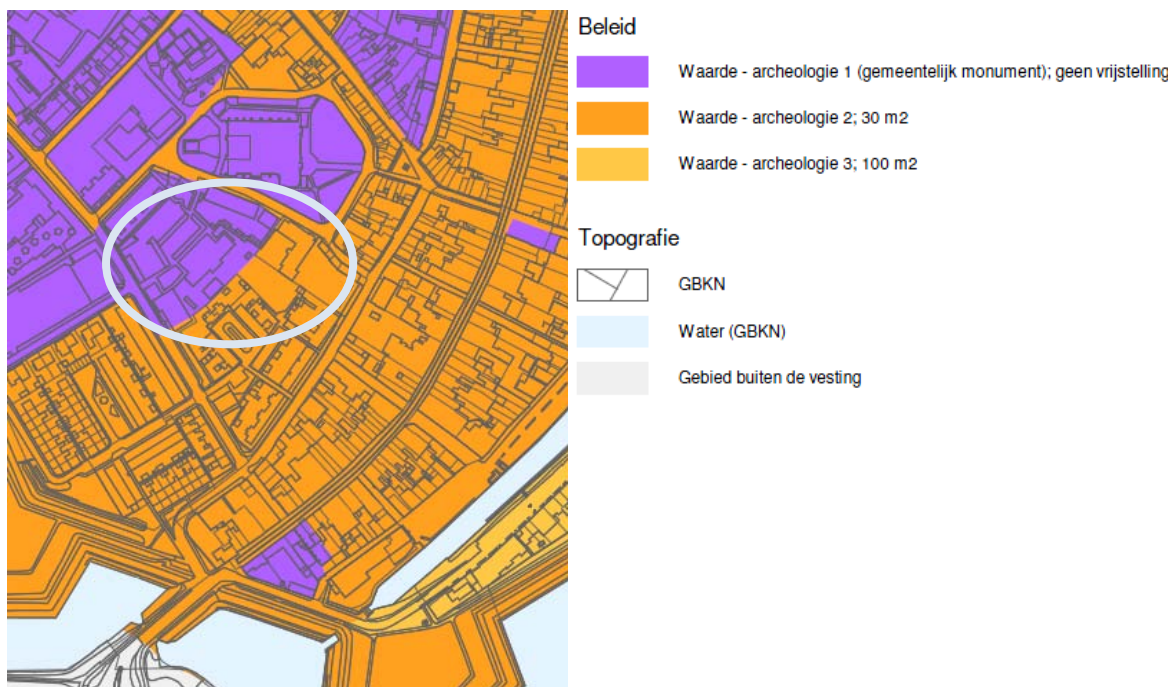 Beleid
Waarde - archeologie 1 (gemeentelijk monument); geen vrijstelling
Waarde - archeologie 2; 30 m2
Waarde - archeologie 3; 100 m2
Topografie
GBKN
Water (GBKN)
Gebied buiten de vesting